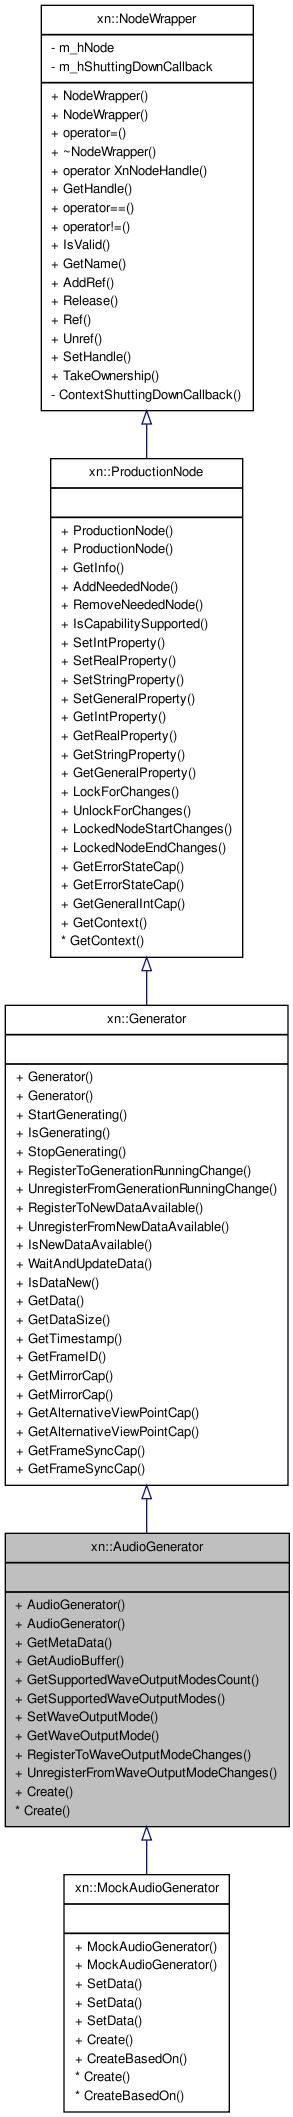 xn::NodeWrapper
- m_hNode
- m_hShuttingDownCallback
+ NodeWrapper()
+ NodeWrapper()
+ operator=()
+ ~NodeWrapper()
+ operator XnNodeHandle()
+ GetHandle()
+ operator==()
+ operator!=()
+ IsValid()
+ GetName()
+ AddRef()
+ Release()
+ Ref()
+ Unref()
+ SetHandle()
+ TakeOwnership()
- ContextShuttingDownCallback()
xn::ProductionNode
+ ProductionNode()
+ ProductionNode()
+ GetInfo()
+ AddNeededNode()
+ RemoveNeededNode()
+ IsCapabilitySupported()
+ SetIntProperty()
+ SetRealProperty()
+ SetStringProperty()
+ SetGeneralProperty()
+ GetIntProperty()
+ GetRealProperty()
+ GetStringProperty()
+ GetGeneralProperty()
+ LockForChanges()
+ UnlockForChanges()
+ LockedNodeStartChanges()
+ LockedNodeEndChanges()
+ GetErrorStateCap()
+ GetErrorStateCap()
+ GetGeneralIntCap()
+ GetContext()
* GetContext()
xn::Generator
+ Generator()
+ Generator()
+ StartGenerating()
+ IsGenerating()
+ StopGenerating()
+ RegisterToGenerationRunningChange()
+ UnregisterFromGenerationRunningChange()
+ RegisterToNewDataAvailable()
+ UnregisterFromNewDataAvailable()
+ IsNewDataAvailable()
+ WaitAndUpdateData()
+ IsDataNew()
+ GetData()
+ GetDataSize()
+ GetTimestamp()
+ GetFrameID()
+ GetMirrorCap()
+ GetMirrorCap()
+ GetAlternativeViewPointCap()
+ GetAlternativeViewPointCap()
+ GetFrameSyncCap()
+ GetFrameSyncCap()
xn::AudioGenerator
+ AudioGenerator()
+ AudioGenerator()
+ GetMetaData()
+ GetAudioBuffer()
+ GetSupportedWaveOutputModesCount()
+ GetSupportedWaveOutputModes()
+ SetWaveOutputMode()
+ GetWaveOutputMode()
+ RegisterToWaveOutputModeChanges()
+ UnregisterFromWaveOutputModeChanges()
+ Create()
* Create()
xn::MockAudioGenerator
+ MockAudioGenerator()
+ MockAudioGenerator()
+ SetData()
+ SetData()
+ SetData()
+ Create()
+ CreateBasedOn()
* Create()
* CreateBasedOn()